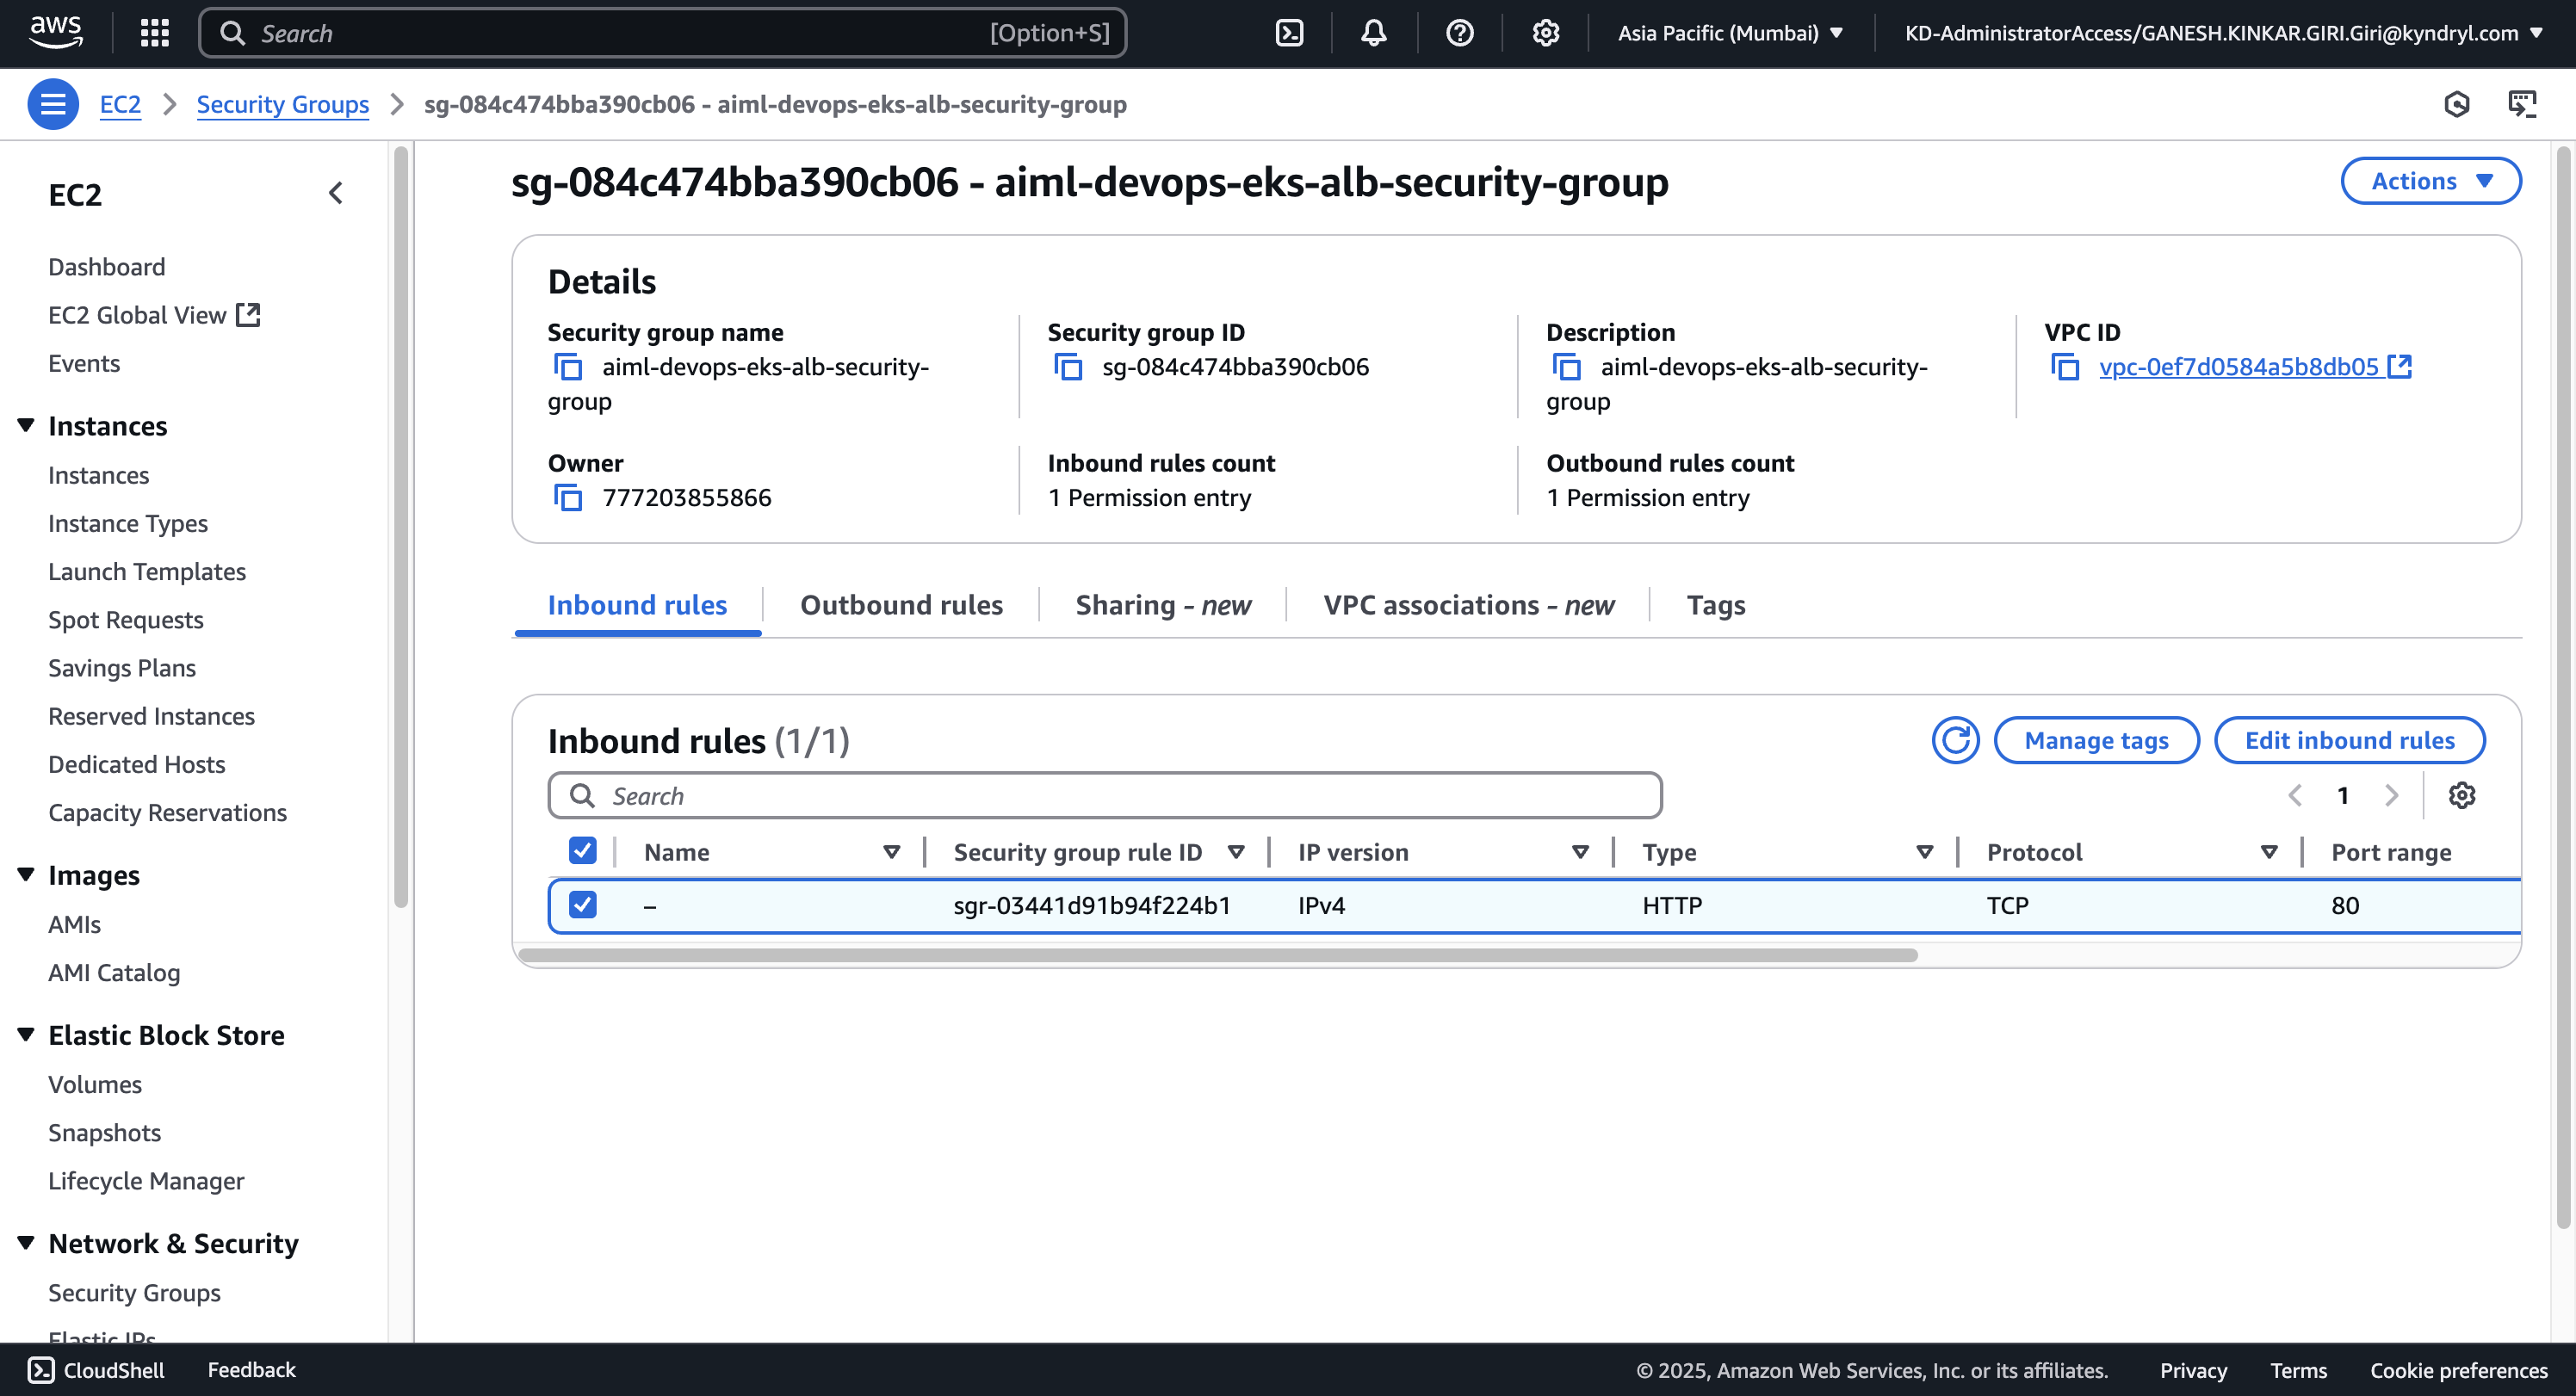 aws
Search
[Option+S]
Asia Pacific (Mumbai)
KD-AdministratorAccess/GANESH.KINKAR.GIRI.Giri@kyndryl.com
EC2
Security Groups
sg-084c474bba390cb06 - aiml-devops-eks-alb-security-group
EC2
Dashboard
EC2 Global View
Events
Instances
Instances
Instance Types
Launch Templates
Spot Requests
Savings Plans
Reserved Instances
Dedicated Hosts
Capacity Reservations
Images
AMIs
AMI Catalog
Elastic Block Store
Volumes
Snapshots
Lifecycle Manager
Network & Security
Security Groups
Elastic IPs
sg-084c474bba390cb06 - aiml-devops-eks-alb-security-group
Actions
Details
Security group name
aiml-devops-eks-alb-security-
group
Security group ID
sg-084c474bba390cb06
Description
aiml-devops-eks-alb-security-
group
VPC ID
vpc-0ef7d0584a5b8db05
Owner
777203855866
Inbound rules count
1 Permission entry
Outbound rules count
1 Permission entry
Inbound rules
Outbound rules
Sharing - new
VPC associations - new
Tags
Inbound rules (1/1)
Manage tags
Edit inbound rules
Search
1
Name
Security group rule ID
IP version
Type
Protocol
Port range
–
sgr-03441d91b94f224b1
IPv4
HTTP
TCP
80
CloudShell
Feedback
© 2025, Amazon Web Services, Inc. or its affiliates.
Privacy
Terms
Cookie preferences